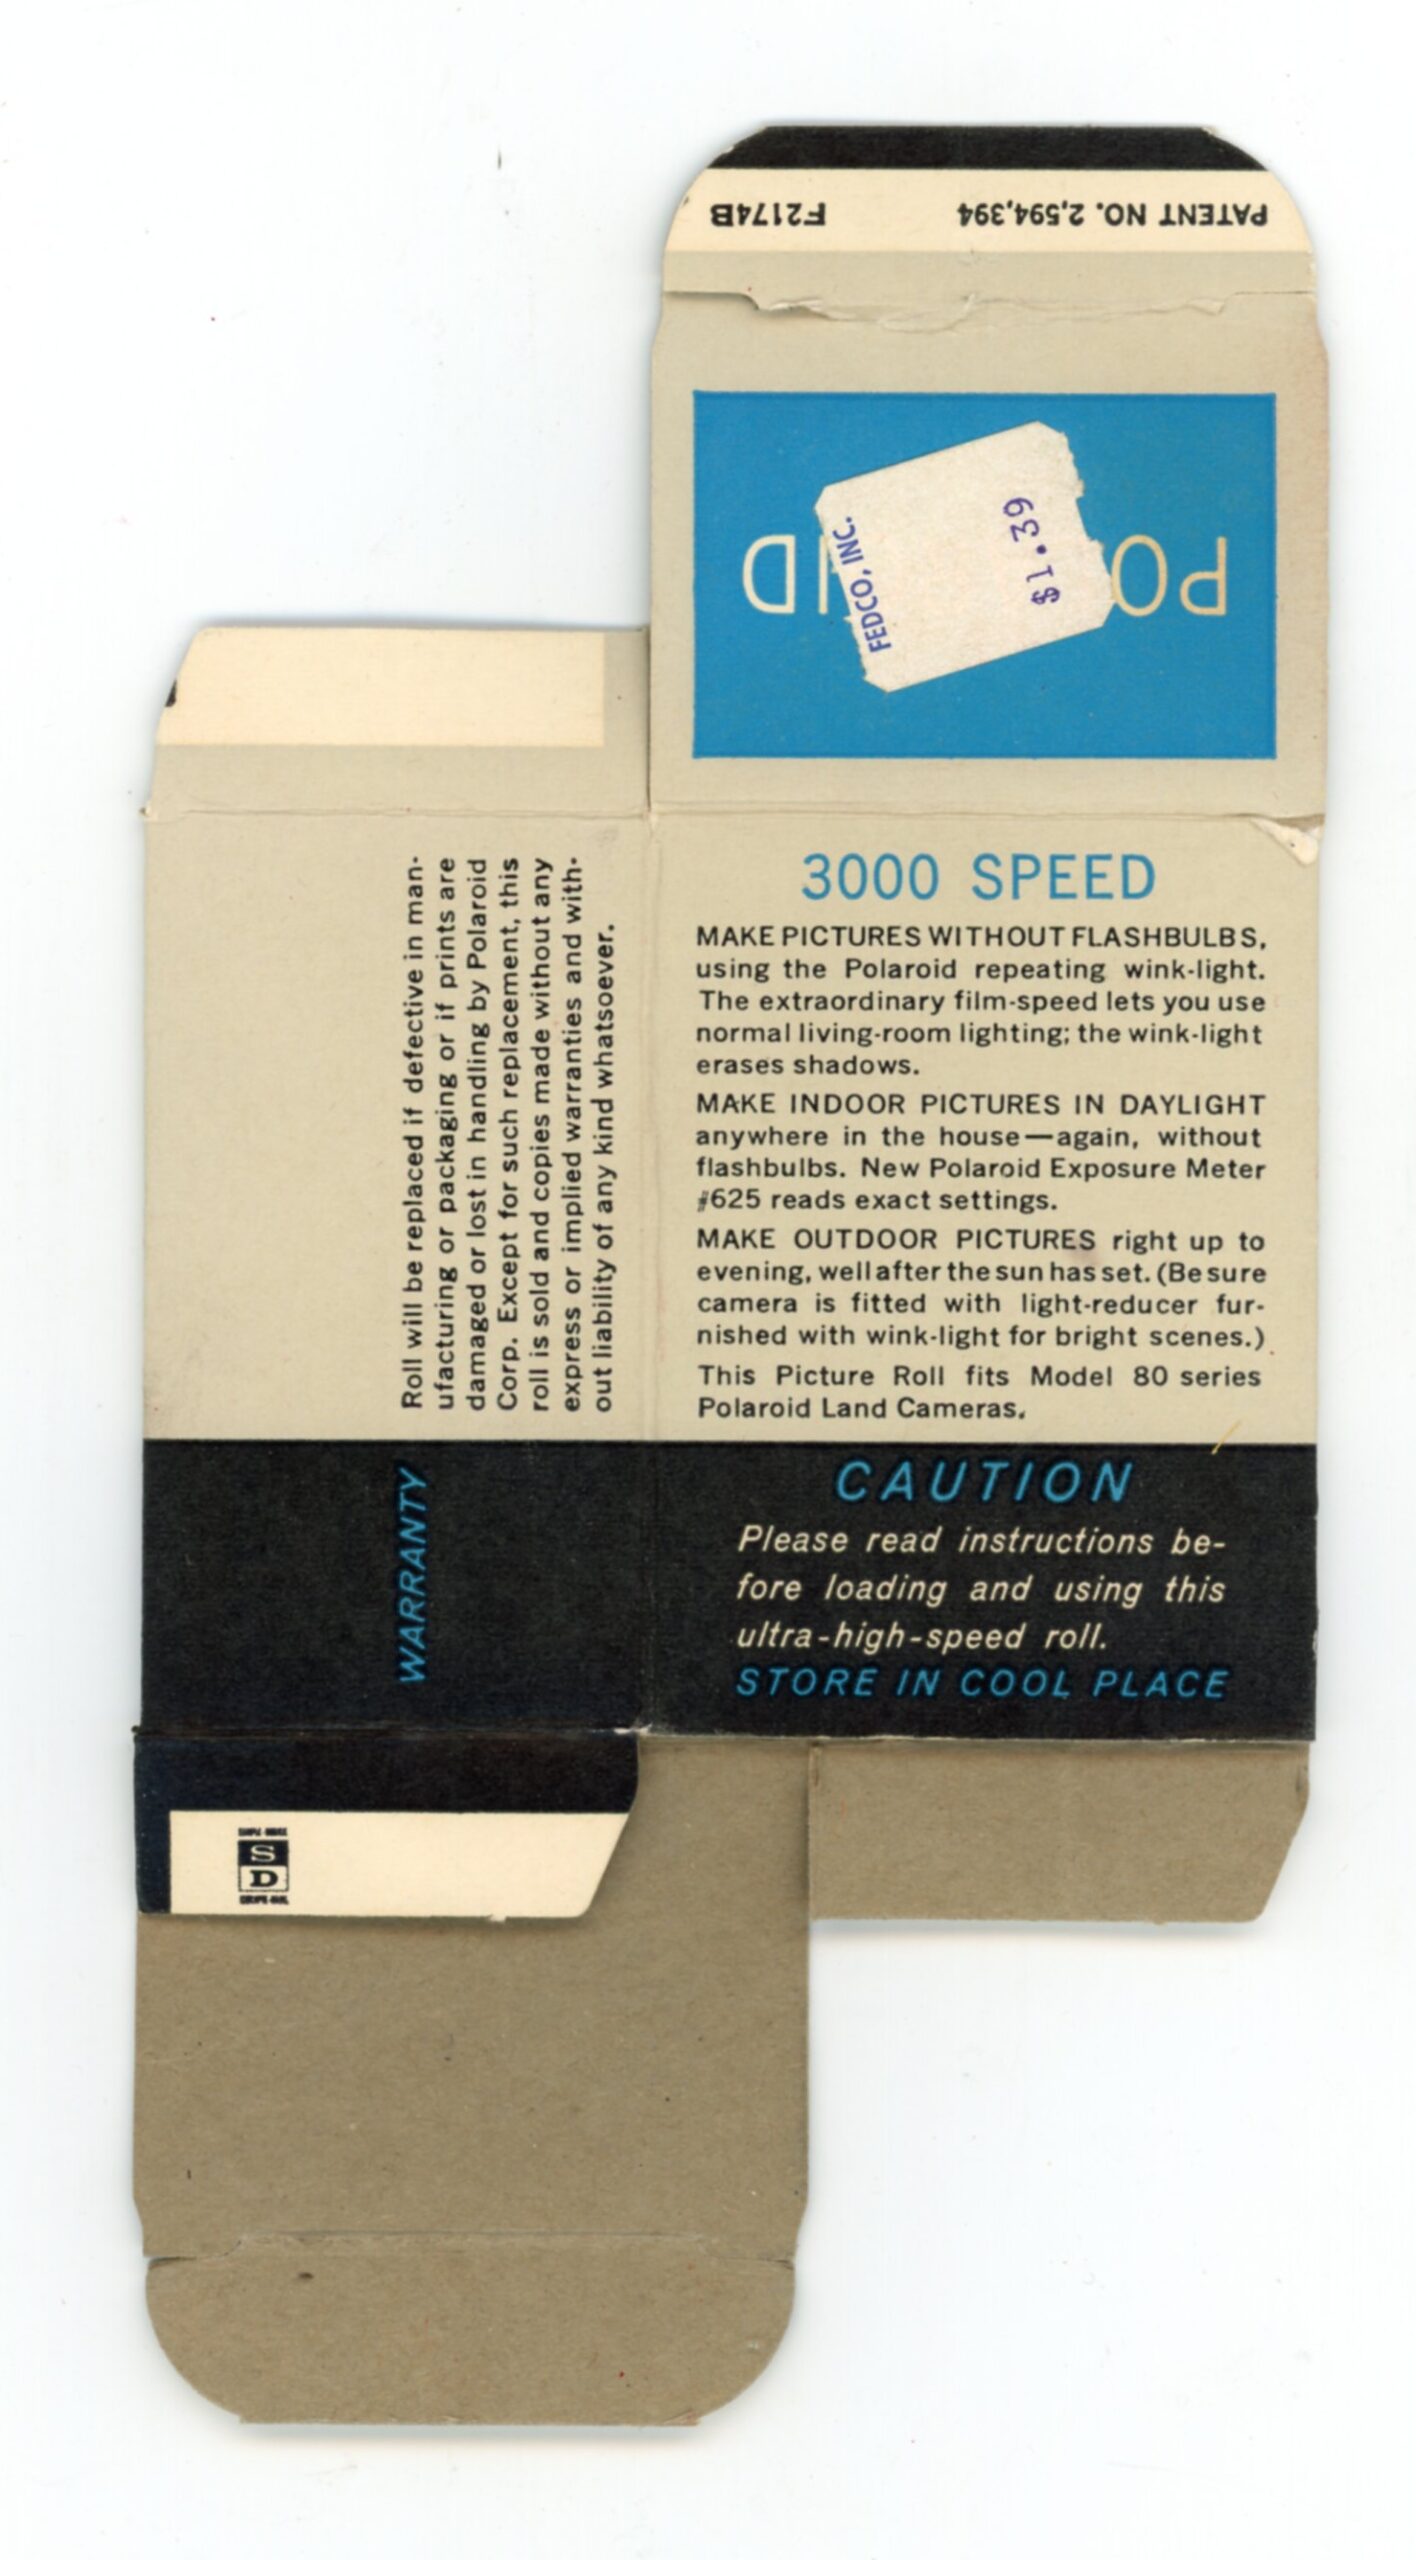 F2174B
PATENT NO. 2,594,394
PO
ID
FEDCO, INC.
$1.39
3000 SPEED
MAKE PICTURES WITHOUT FLASHBULBS,
using the Polaroid repeating wink-light.
The extraordinary film-speed lets you use
normal living-room lighting; the wink-light
erases shadows.
MAKE INDOOR PICTURES IN DAYLIGHT
anywhere in the house—again, without
flashbulbs. New Polaroid Exposure Meter
#625 reads exact settings.
MAKE OUTDOOR PICTURES right up to
evening, well after the sun has set. (Be sure
camera is fitted with light-reducer fur-
nished with wink-light for bright scenes.)
This Picture Roll fits Model 80 series
Polaroid Land Cameras.
CAUTION
Please read instructions be-
fore loading and using this
ultra-high-speed roll.
STORE IN COOL PLACE
WARRANTY
Roll will be replaced if defective in man-
ufacturing or packaging or if prints are
damaged or lost in handling by Polaroid
Corp. Except for such replacement, this
roll is sold and copies made without any
express or implied warranties and with-
out liability of any kind whatsoever.
S
D